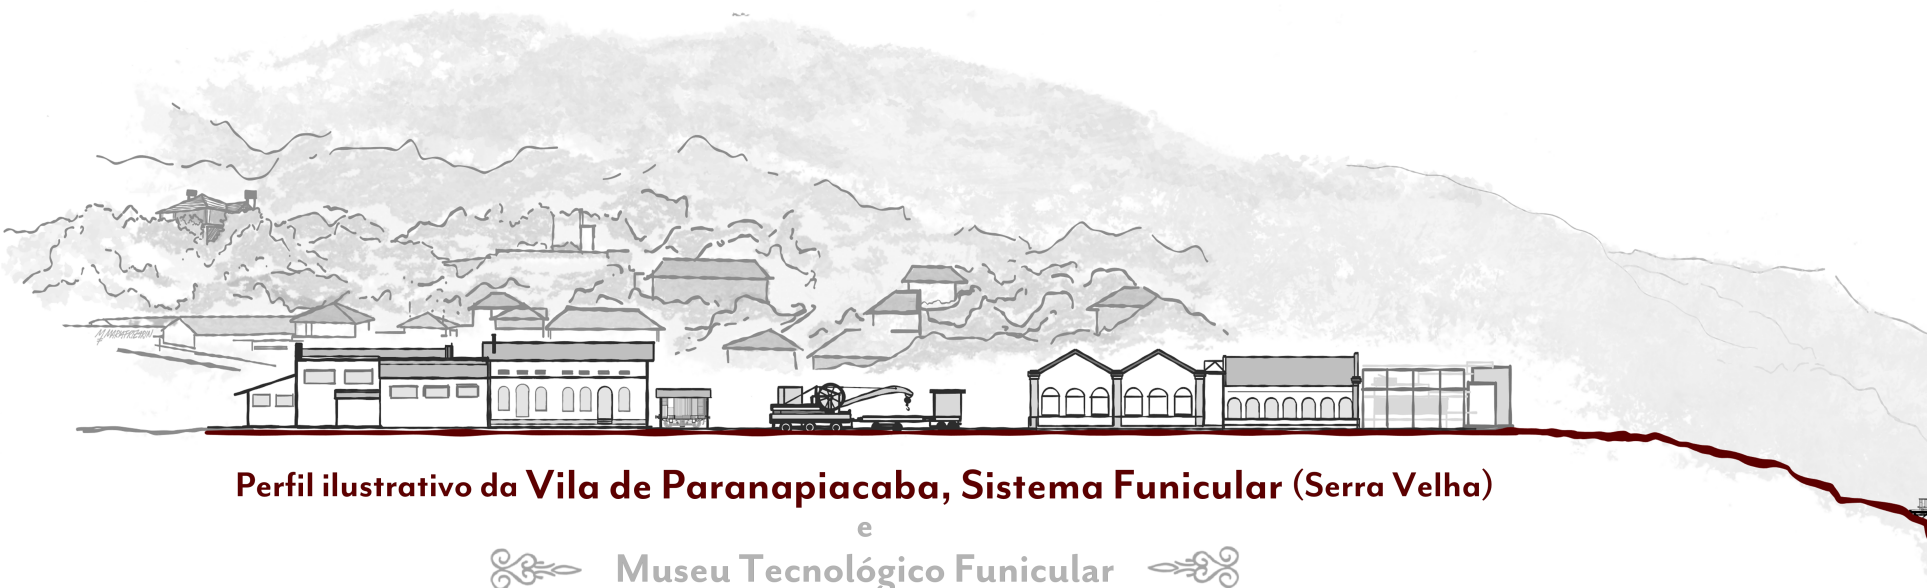 Perfil ilustrativo da Vila de Paranapiacaba, Sistema Funicular (Serra Velha)
e
Museu Tecnológico Funicular